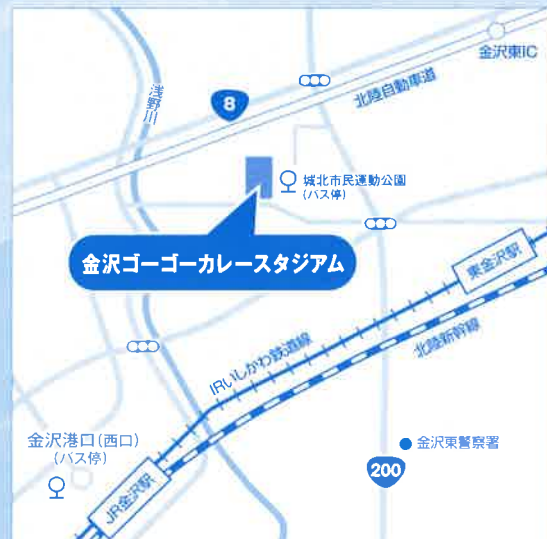 金沢東IC
北陸自動車道
浅野川
8
城北市民運動公園
(バス停)
金沢ゴーゴーカレースタジアム
東金沢駅
北陸新幹線
IRいしかわ鉄道線
金沢港口(西口)
(バス停)
金沢東警察署
200
JR金沢駅